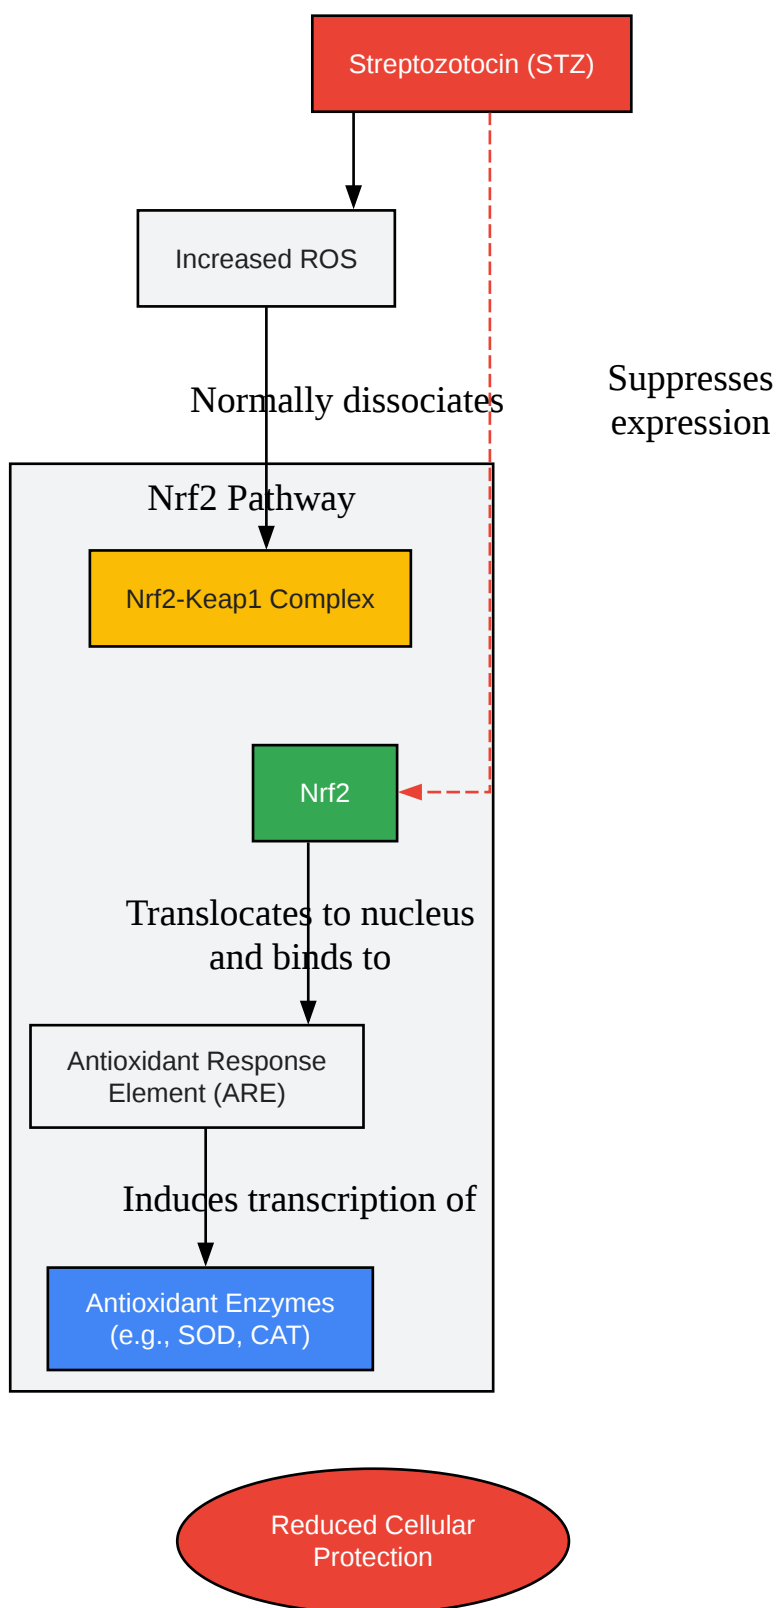 Streptozotocin (STZ)
Increased ROS
Normally dissociates
Suppresses
expression
Nrf2 Pathway
Nrf2-Keap1 Complex
Nrf2
Translocates to nucleus
and binds to
Antioxidant Response
Element (ARE)
Induces transcription of
Antioxidant Enzymes
(e.g., SOD, CAT)
Reduced Cellular
Protection